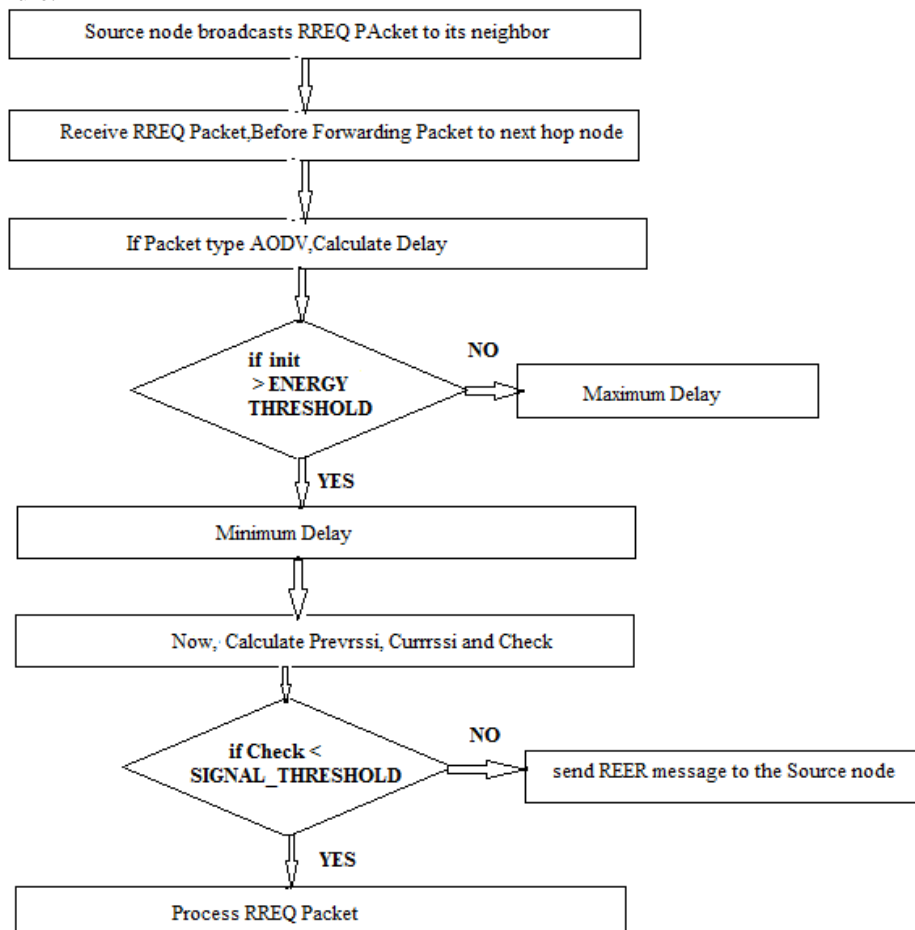 Source node broadcasts RREQ PAcket to its neighbor
Receive RREQ Packet,Before Forwarding Packet to next hop node
If Packet type AODV,Calculate Delay
if init
> ENERGY
THRESHOLD
NO
Maximum Delay
YES
Minimum Delay
Now, Calculate Prevrssi, Currrssi and Check
if Check <
SIGNAL_THRESHOLD
NO
send REER message to the Source node
YES
Process RREQ Packet